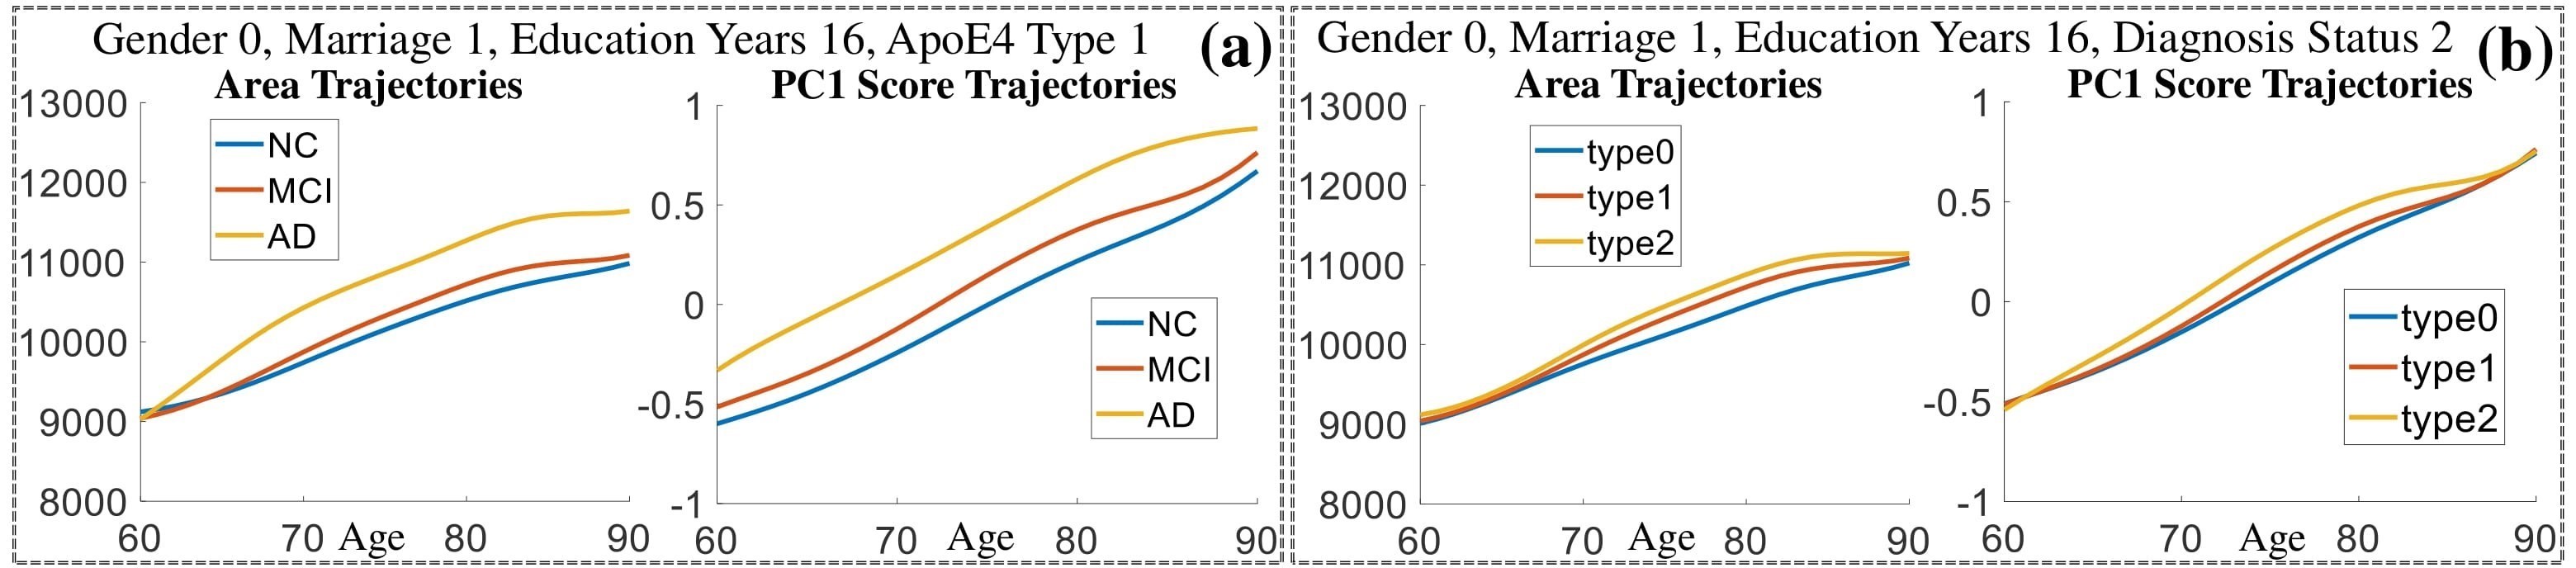 Gender 0, Marriage 1, Education Years 16, ApoE4 Type 1 (a)
Area Trajectories
13000
12000
11000
10000
9000
8000
NC
MCI
AD
60 70 Age 80 90
PC1 Score Trajectories
1
0.5
0
-0.5
-1
NC
MCI
AD
60 70 Age 80 90
Gender 0, Marriage 1, Education Years 16, Diagnosis Status 2 (b)
Area Trajectories
13000
12000
11000
10000
9000
8000
type0
type1
type2
60 70 Age 80 90
PC1 Score Trajectories
1
0.5
0
-0.5
-1
type0
type1
type2
60 70 Age 80 90